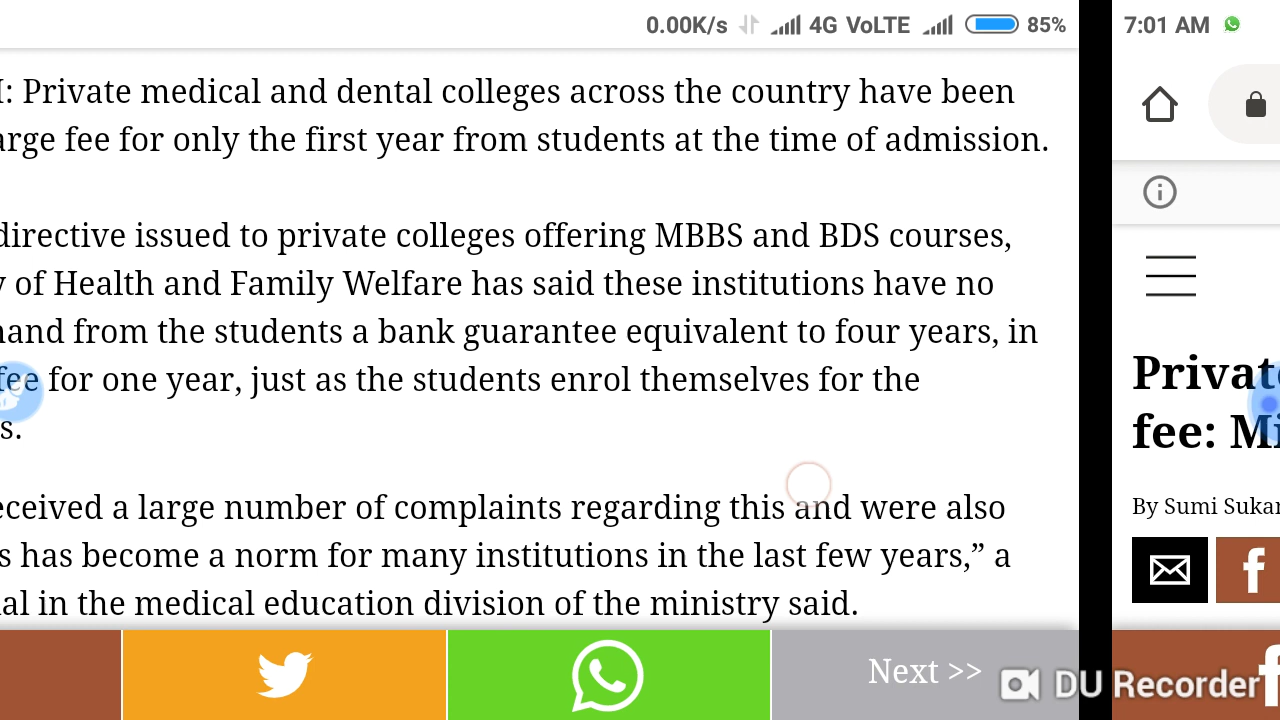 0.00K/s 4G VoLTE 85%
: Private medical and dental colleges across the country have been
arge fee for only the first year from students at the time of admission.
directive issued to private colleges offering MBBS and BDS courses,
y of Health and Family Welfare has said these institutions have no
and from the students a bank guarantee equivalent to four years, in
fee for one year, just as the students enrol themselves for the
s.
eceived a large number of complaints regarding this and were also
s has become a norm for many institutions in the last few years,” a
al in the medical education division of the ministry said.
Next >>
7:01 AM
Privat
fee: Mi
By Sumi Sukan
DU Recorder